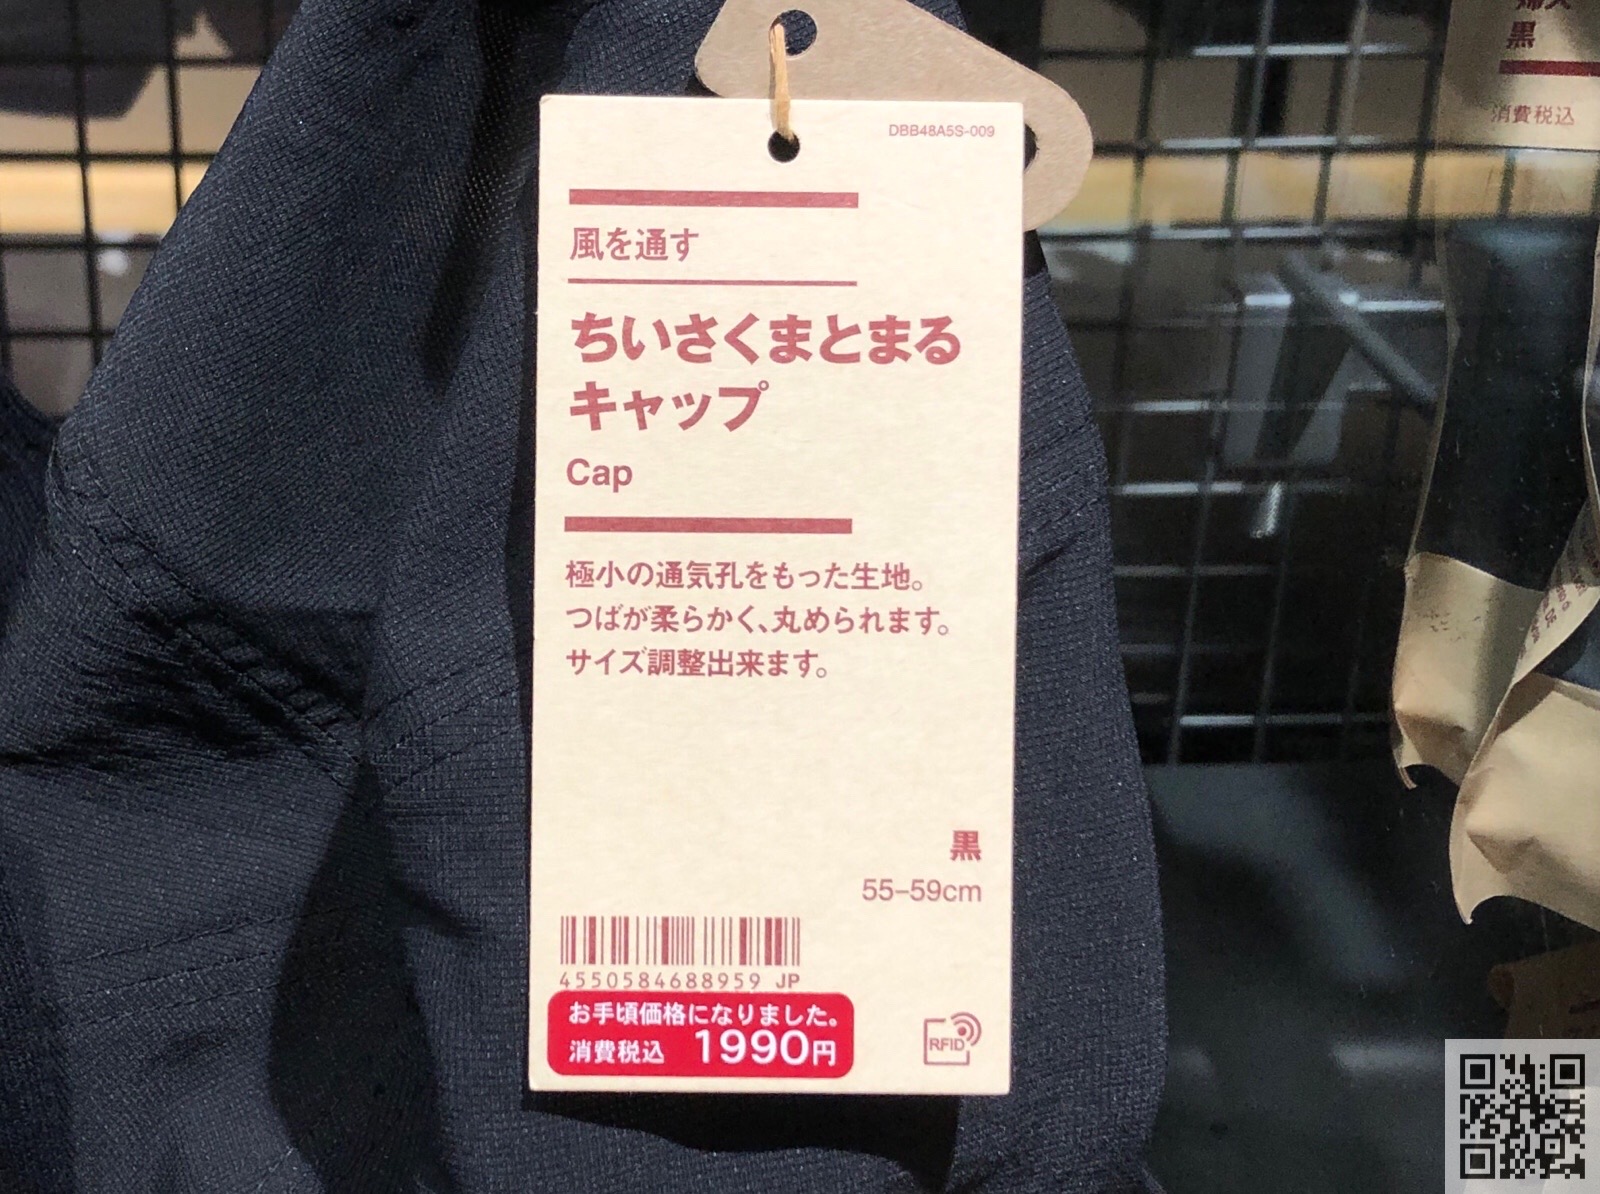 DBB48A5S-009
風を通す
ちいさくまとまる
キャップ
Cap
極小の通気孔をもった生地。
つばが柔らかく、丸められます。
サイズ調整出来ます。
黒
55-59cm
4550584688959 JP
お手頃価格になりました。
消費税込 1990円
RFID
黒
消費税込